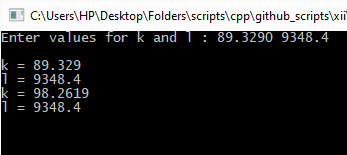 C:\Users\HP\Desktop\Folders\scripts\cpp\github_scripts\xii\
Enter values for k and l : 89.3290 9348.4
k = 89.329
l = 9348.4
k = 98.2619
l = 9348.4